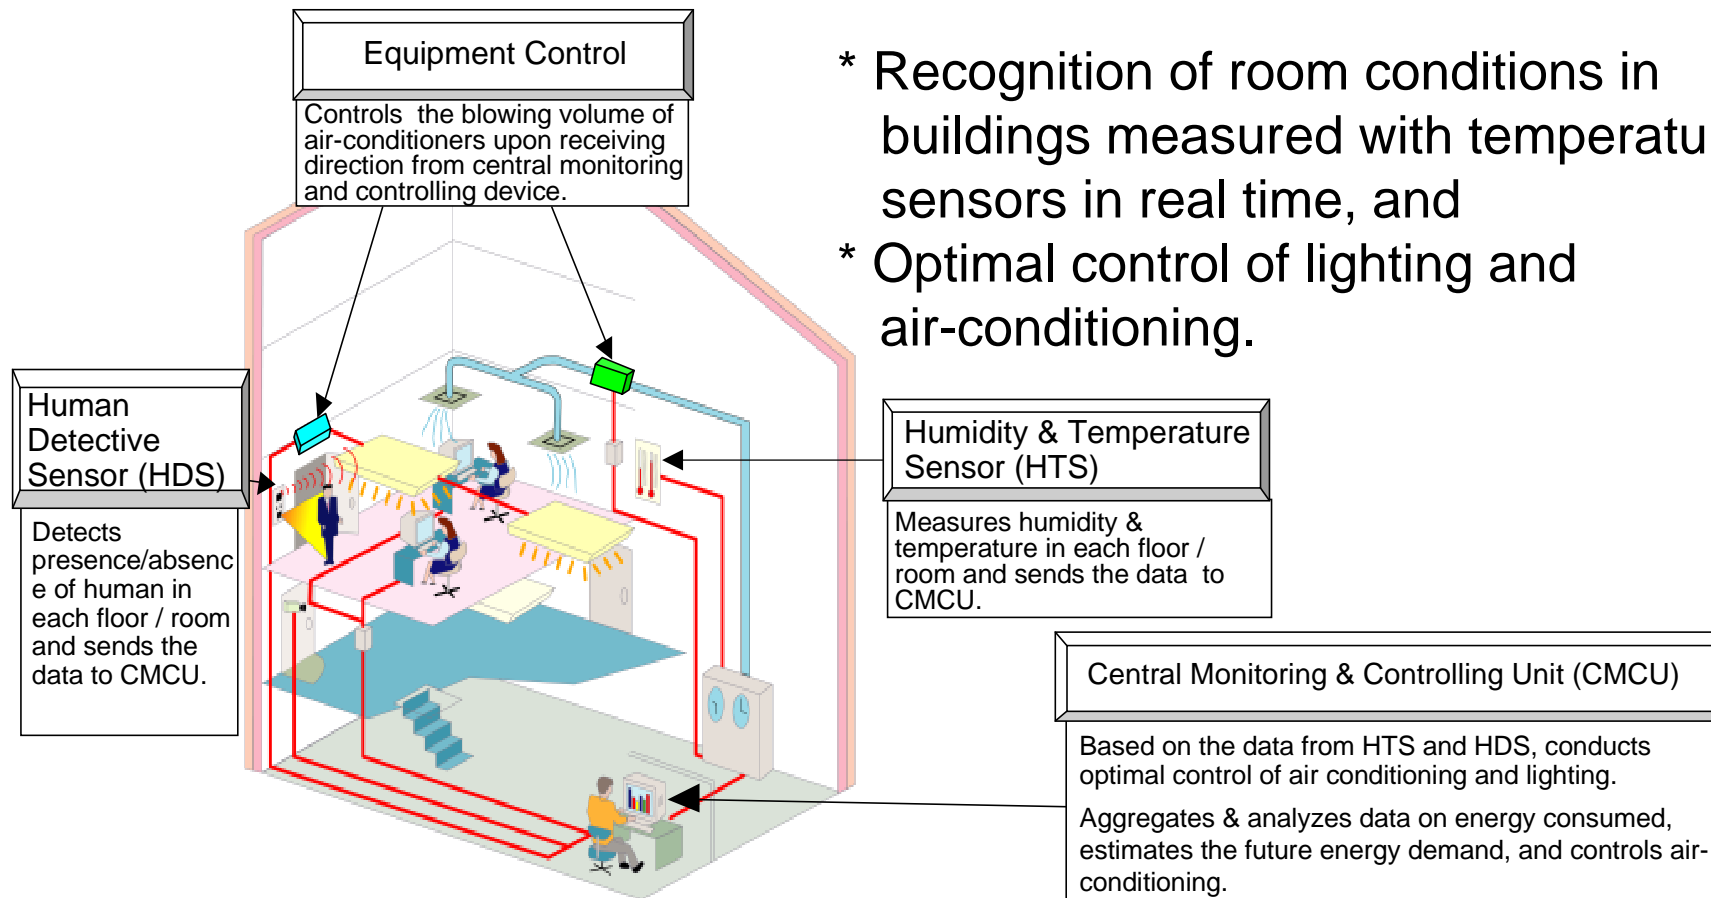 Equipment Control
Controls the blowing volume of
air-conditioners upon receiving
direction from central monitoring
and controlling device.
* Recognition of room conditions in
buildings measured with temperatu
sensors in real time, and
* Optimal control of lighting and
air-conditioning.
Human
Detective
Sensor (HDS)
Detects
presence/absenc
e of human in
each floor / room
and sends the
data to CMCU.
Humidity & Temperature
Sensor (HTS)
Measures humidity &
temperature in each floor /
room and sends the data to
CMCU.
Central Monitoring & Controlling Unit (CMCU)
Based on the data from HTS and HDS, conducts
optimal control of air conditioning and lighting.
Aggregates & analyzes data on energy consumed,
estimates the future energy demand, and controls air-
conditioning.